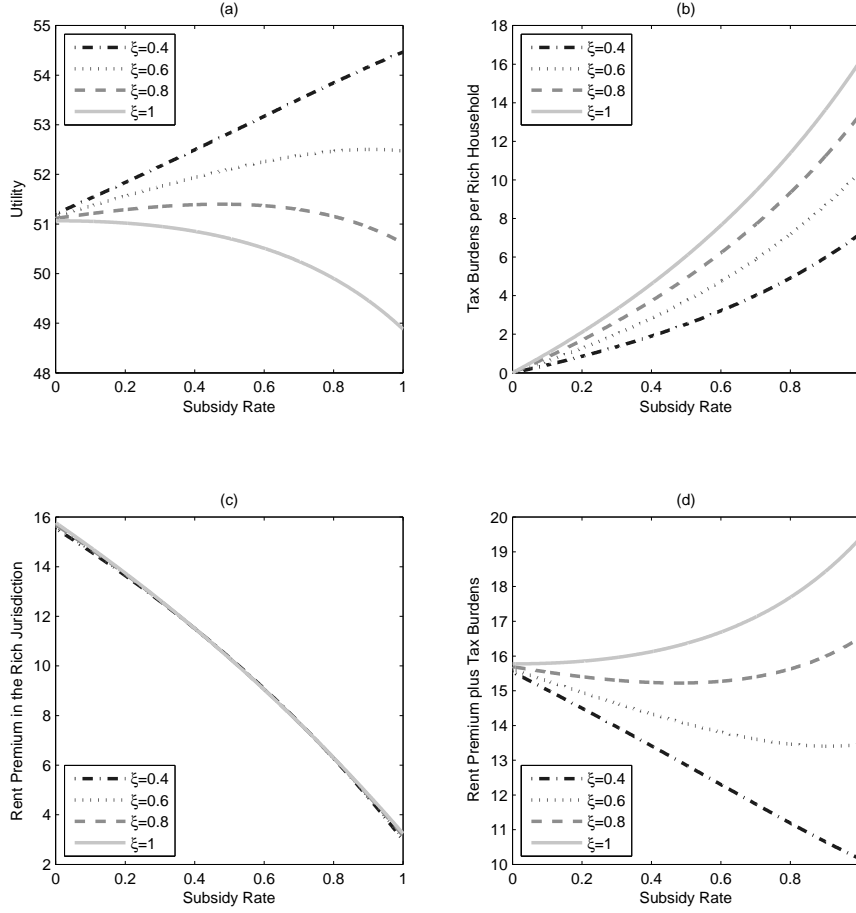 (a)
55
54
53
52
51
50
49
48
Utility
ξ=0.4
ξ=0.6
ξ=0.8
ξ=1
0
0.2
0.4
0.6
0.8
1
Subsidy Rate
(b)
18
16
14
12
10
8
6
4
2
0
Tax Burdens per Rich Household
ξ=0.4
ξ=0.6
ξ=0.8
ξ=1
0
0.2
0.4
0.6
0.8
Subsidy Rate
(c)
16
14
12
10
8
6
4
2
Rent Premium in the Rich Jurisdiction
ξ=0.4
ξ=0.6
ξ=0.8
ξ=1
0
0.2
0.4
0.6
0.8
1
Subsidy Rate
(d)
20
19
18
17
16
15
14
13
12
11
10
Rent Premium plus Tax Burdens
ξ=0.4
ξ=0.6
ξ=0.8
ξ=1
0
0.2
0.4
0.6
0.8
Subsidy Rate